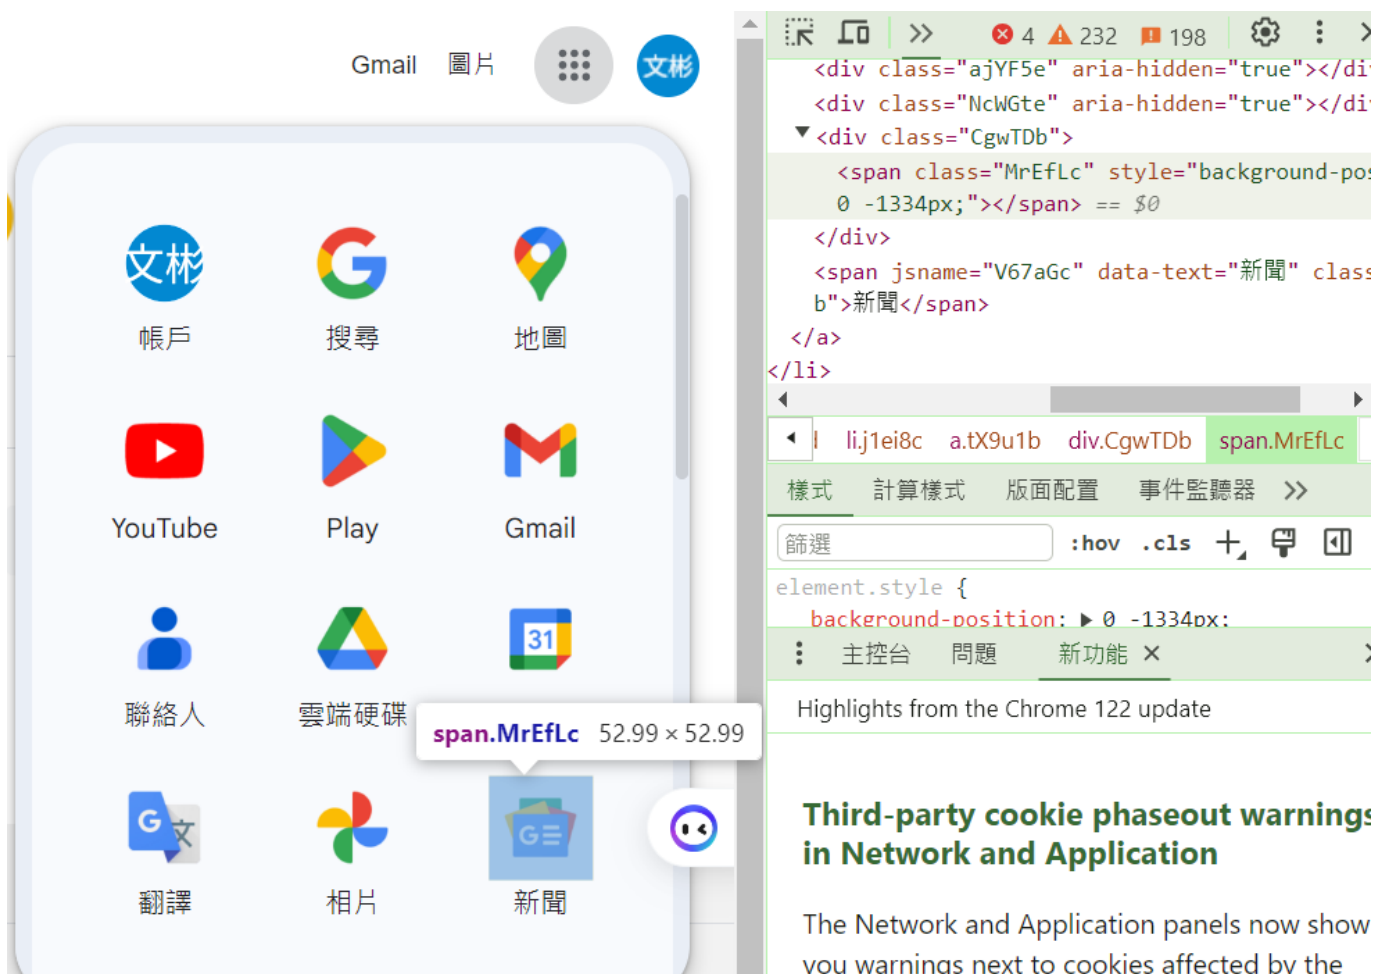 Gmail 圖片 文彬
文彬
帳戶 搜尋 地圖
YouTube Play Gmail
31
聯絡人 雲端硬碟
span.MrEfLc 52.99 × 52.99
G 文 GE
翻譯 相片 新聞
4 232 198
<div class="ajYF5e" aria-hidden="true"></di
<div class="NcWGte" aria-hidden="true"></di
<div class="CgwTDb">
<span class="MrEfLc" style="background-pos
0 -1334px;"></span> == $0
</div>
<span jsname="V67aGc" data-text="新聞" class
b">新聞</span>
</a>
</li>
li.j1ei8c a.tX9u1b div.CgwTDb span.MrEfLc
樣式 計算樣式 版面配置 事件監聽器
篩選 :hov .cls
element.style {
background-position: 0 -1334px;
主控台 問題 新功能
Highlights from the Chrome 122 update
Third-party cookie phaseout warnings
in Network and Application
The Network and Application panels now show
you warnings next to cookies affected by the